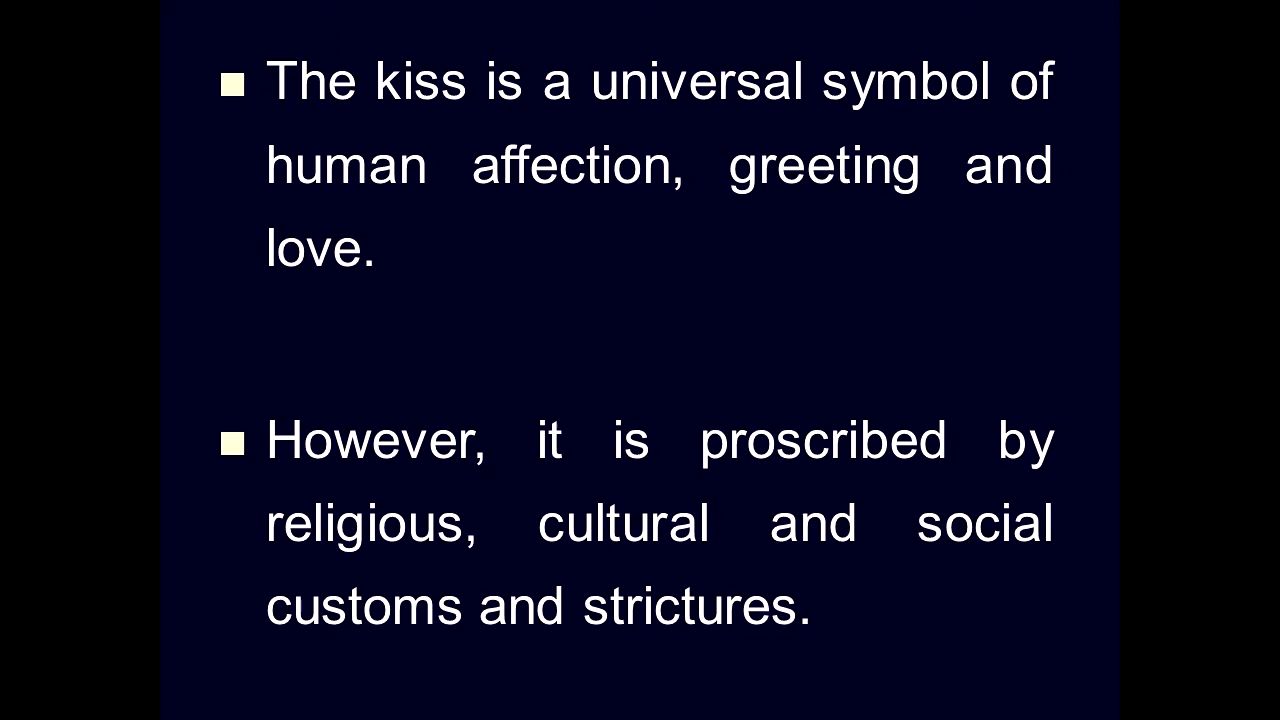 ■ The kiss is a universal symbol of
human affection, greeting and
love.
■ However, it is proscribed by
religious, cultural and social
customs and strictures.